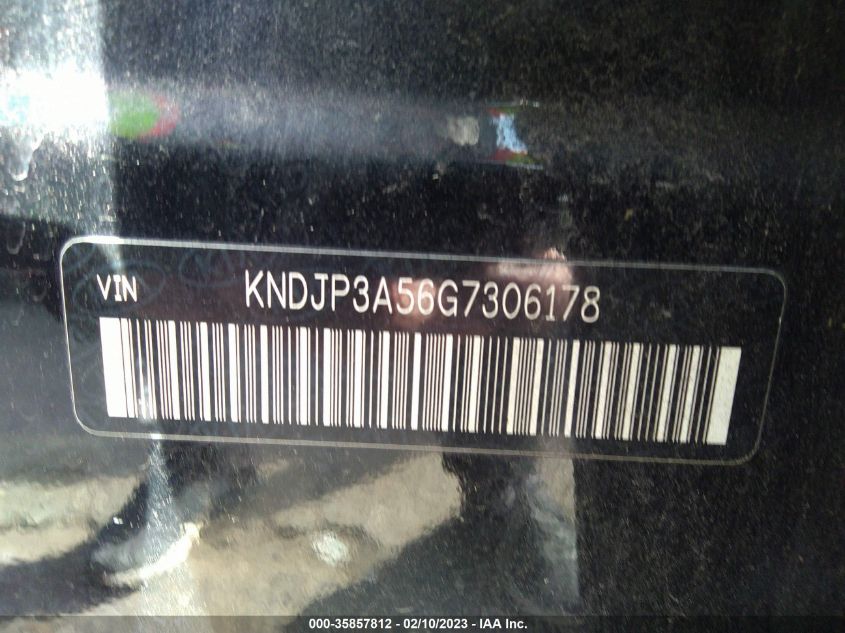 VIN KNDJP3A56G7306178
000-35857812 - 02/10/2023 - IAA Inc.